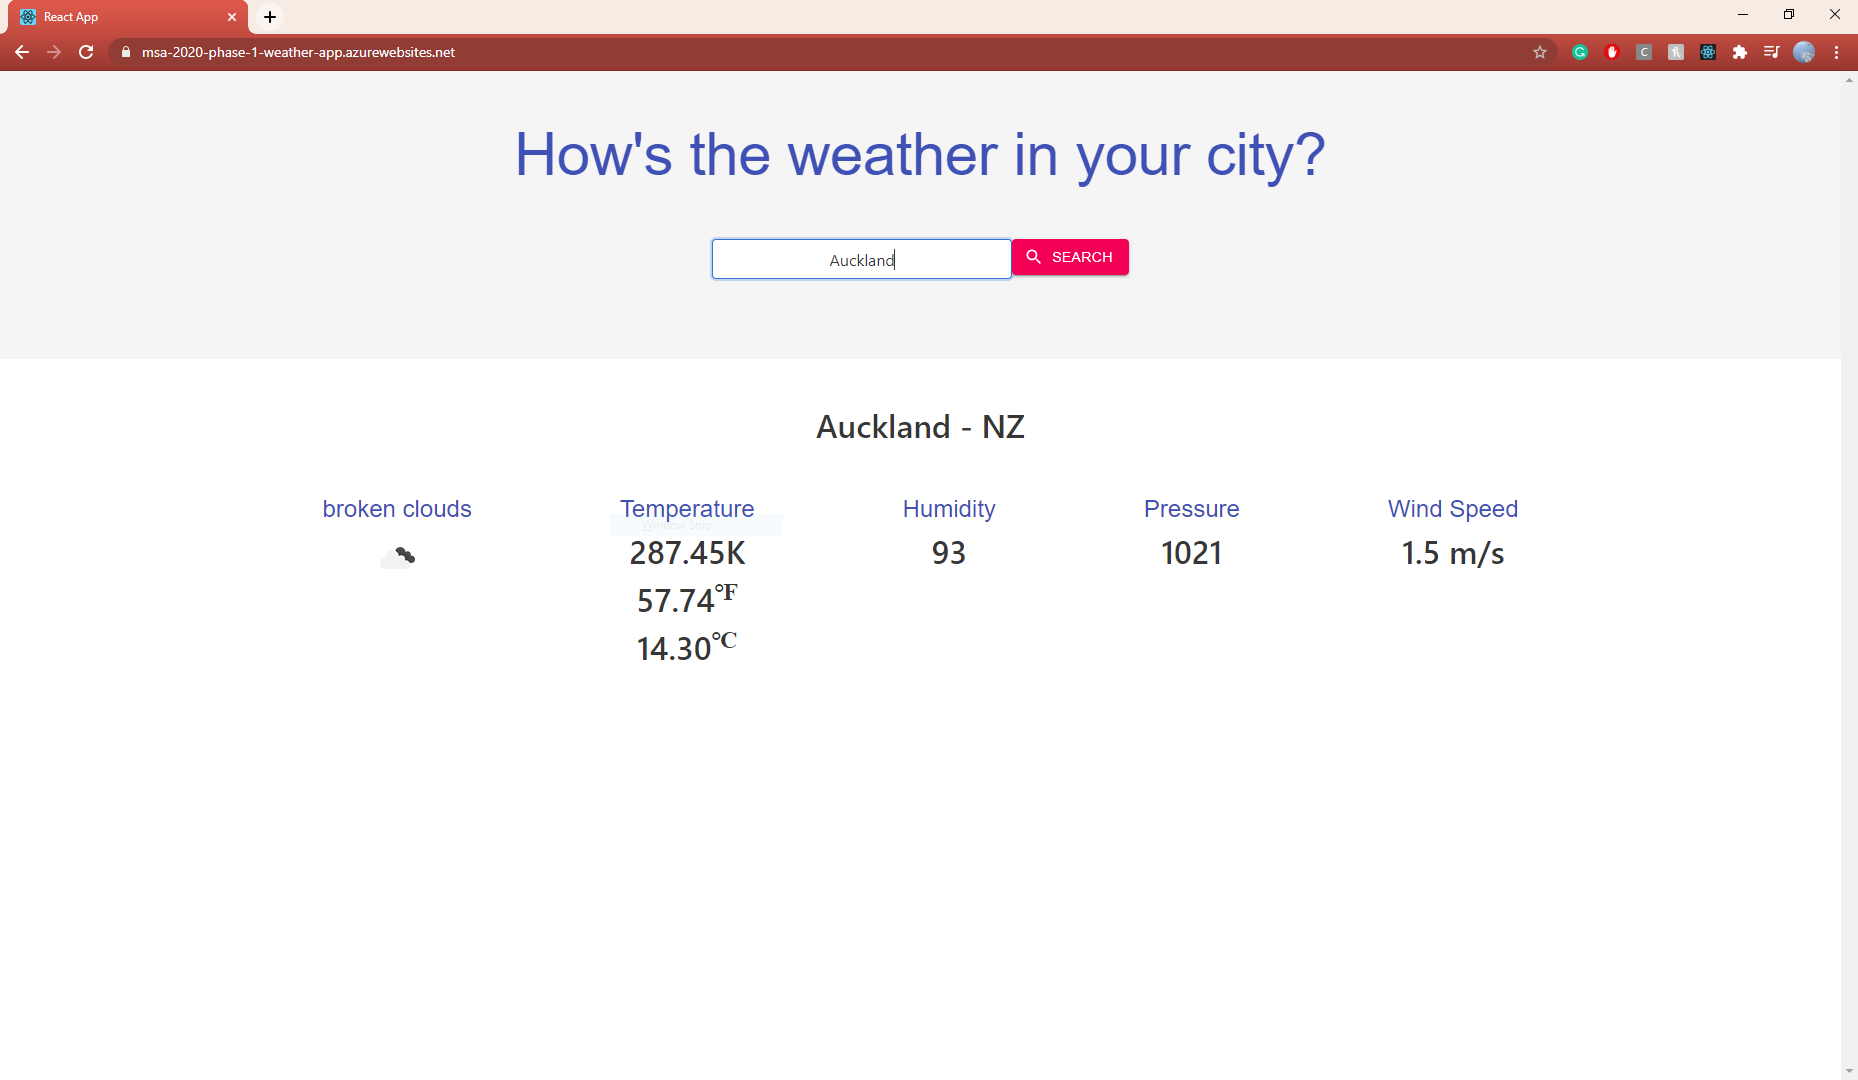 React App
msa-2020-phase-1-weather-app.azurewebsites.net
How's the weather in your city?
Auckland
SEARCH
Auckland - NZ
broken clouds Temperature Humidity Pressure Wind Speed
Window Snip
287.45K 93 1021 1.5 m/s
57.74°F
14.30°C